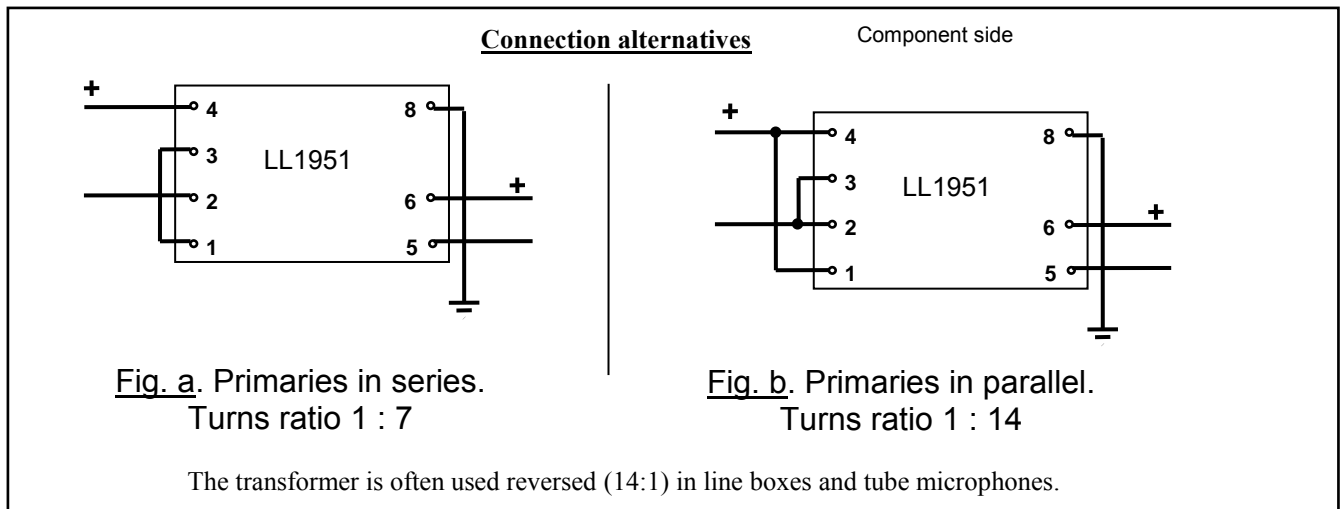 Connection alternatives
Component side
+
4
3
2
1
LL1951
8
6
5
+
Fig. a. Primaries in series.
Turns ratio 1 : 7
+
4
3
2
1
LL1951
8
6
5
+
Fig. b. Primaries in parallel.
Turns ratio 1 : 14
The transformer is often used reversed (14:1) in line boxes and tube microphones.